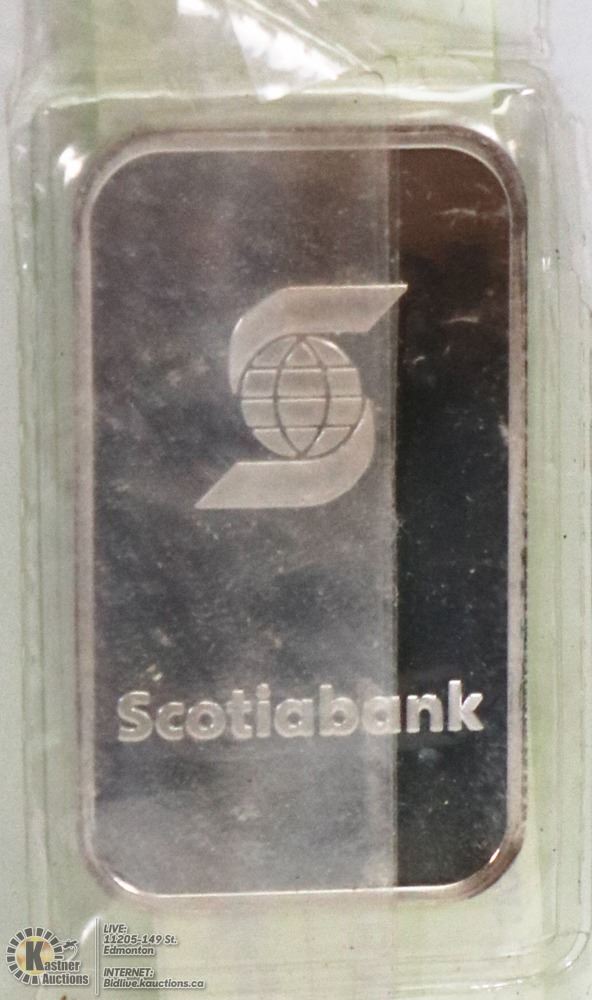 Scotiabank
Kastner
Auctions
LIVE:
11205-149 St.
Edmonton
INTERNET:
Bidlive.kauctions.ca